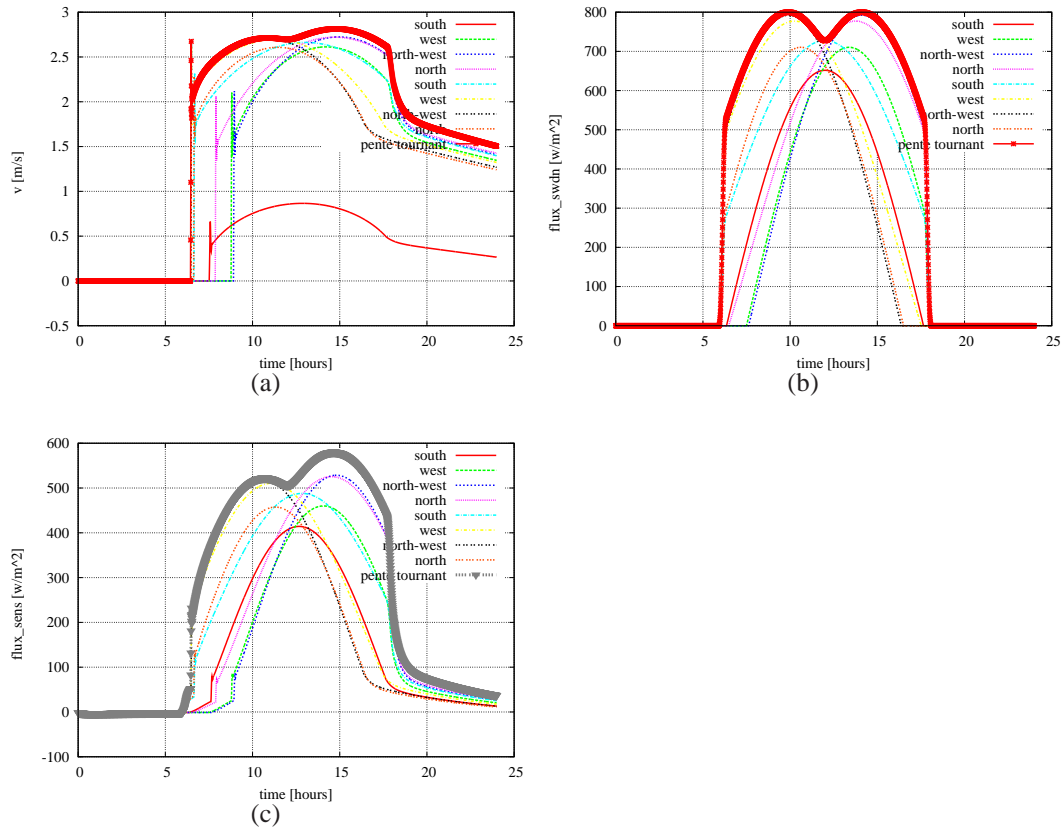 3
2.5
2
1.5
1
0.5
0
-0.5
v [m/s]
0
5
10
15
20
25
time [hours]
south
west
north-west
north
south
west
north-west
north
pente tournant
(a)
800
700
600
500
400
300
200
100
0
flux_swdn [w/m^2]
0
5
10
15
20
25
time [hours]
south
west
north-west
north
south
west
north-west
north
pente tournant
(b)
600
500
400
300
200
100
0
-100
flux_sens [w/m^2]
0
5
10
15
20
25
time [hours]
south
west
north-west
north
south
west
north-west
north
pente tournant
(c)